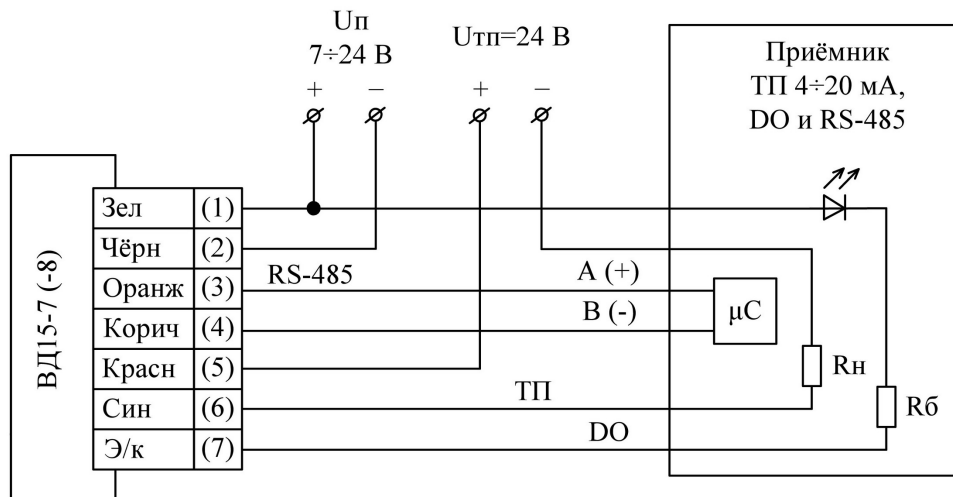 Uп
7÷24 В
Uтп=24 В
+
−
+
−
Приёмник
ТП 4÷20 мА,
DO и RS-485
ВД15-7 (-8)
Зел (1)
Чёрн (2)
Оранж (3)
Корич (4)
Красн (5)
Син (6)
Э/к (7)
RS-485
A (+)
B (-)
μC
Rн
ТП
Rб
DO